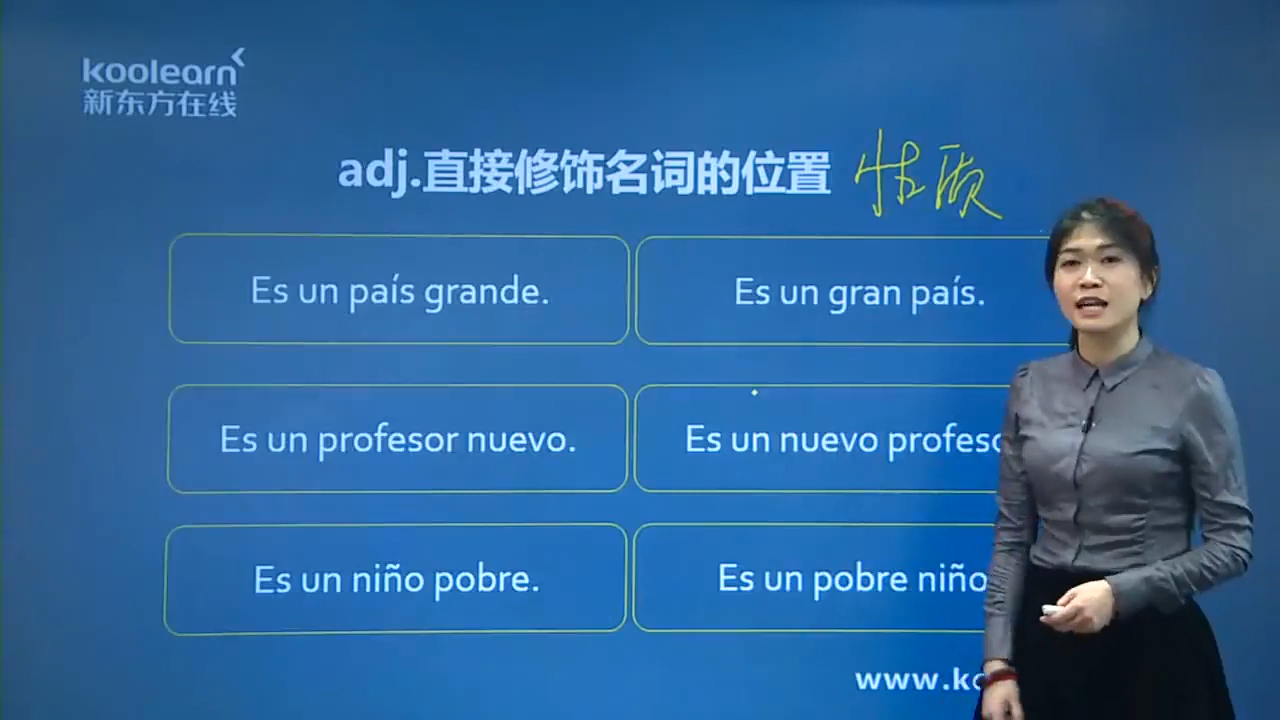 koolearn
新东方在线
adj.直接修饰名词的位置 性质
Es un país grande.
Es un gran país.
Es un profesor nuevo.
Es un nuevo profeso
Es un niño pobre.
Es un pobre niño
www.ko